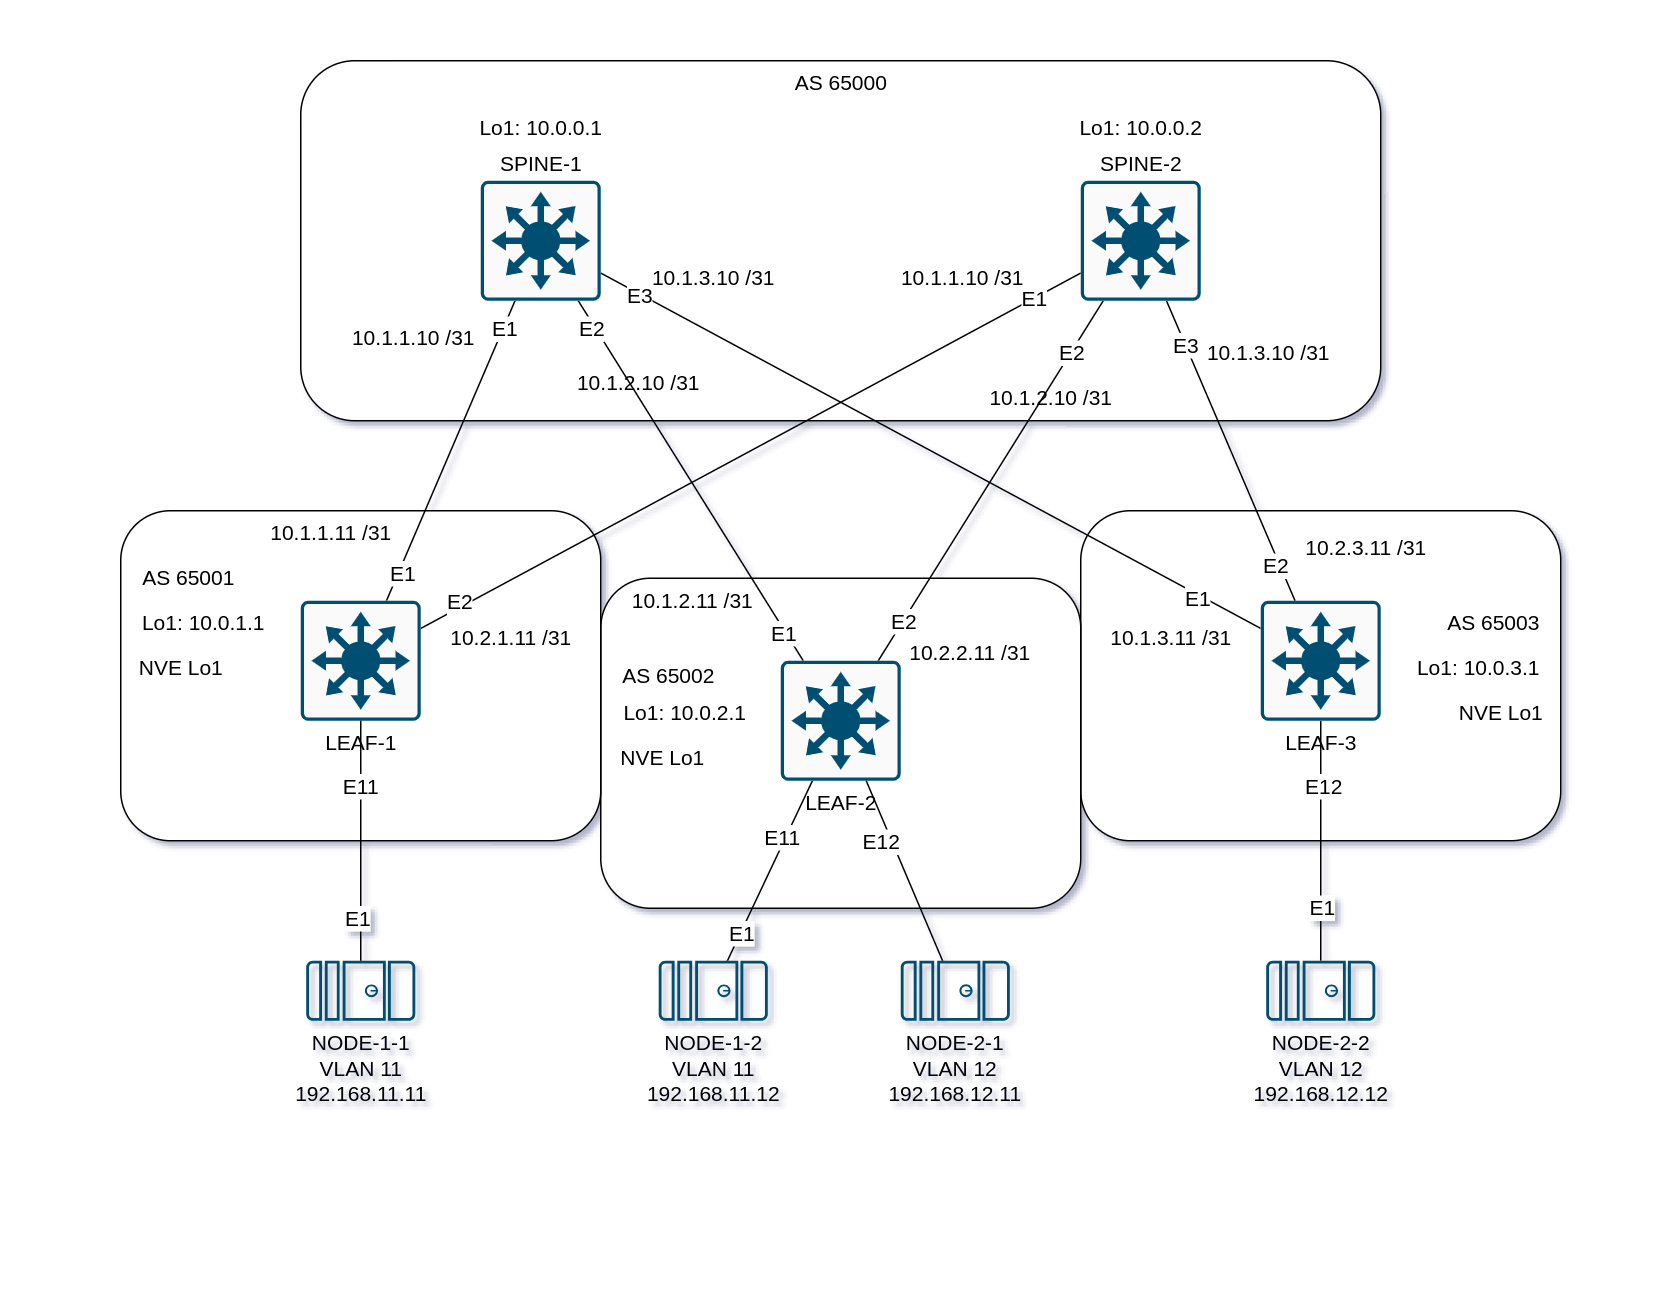 AS 65000
Lo1: 10.0.0.1
SPINE-1
Lo1: 10.0.0.2
SPINE-2
10.1.3.10 /31
E3
10.1.1.10 /31
E1
10.1.1.10 /31
E1
E2
10.1.2.10 /31
E2
10.1.2.10 /31
E3
10.1.3.10 /31
10.1.1.11 /31
E1
AS 65001
E2
Lo1: 10.0.1.1
10.2.1.11 /31
NVE Lo1
LEAF-1
E11
10.1.2.11 /31
E1
E2
10.2.2.11 /31
AS 65002
Lo1: 10.0.2.1
NVE Lo1
LEAF-2
E11
E12
10.2.3.11 /31
E2
E1
10.1.3.11 /31
AS 65003
Lo1: 10.0.3.1
NVE Lo1
LEAF-3
E12
E1
NODE-1-1
VLAN 11
192.168.11.11
E1
NODE-1-2
VLAN 11
192.168.11.12
NODE-2-1
VLAN 12
192.168.12.11
E1
NODE-2-2
VLAN 12
192.168.12.12